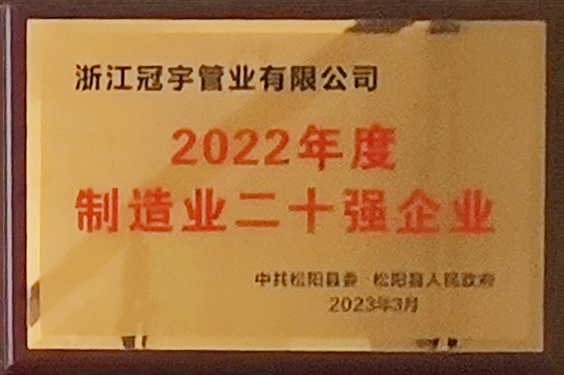 浙江冠宇管业有限公司
2022年度
制造业二十强企业
中共松阳县委 松阳县人民政府
2023年3月